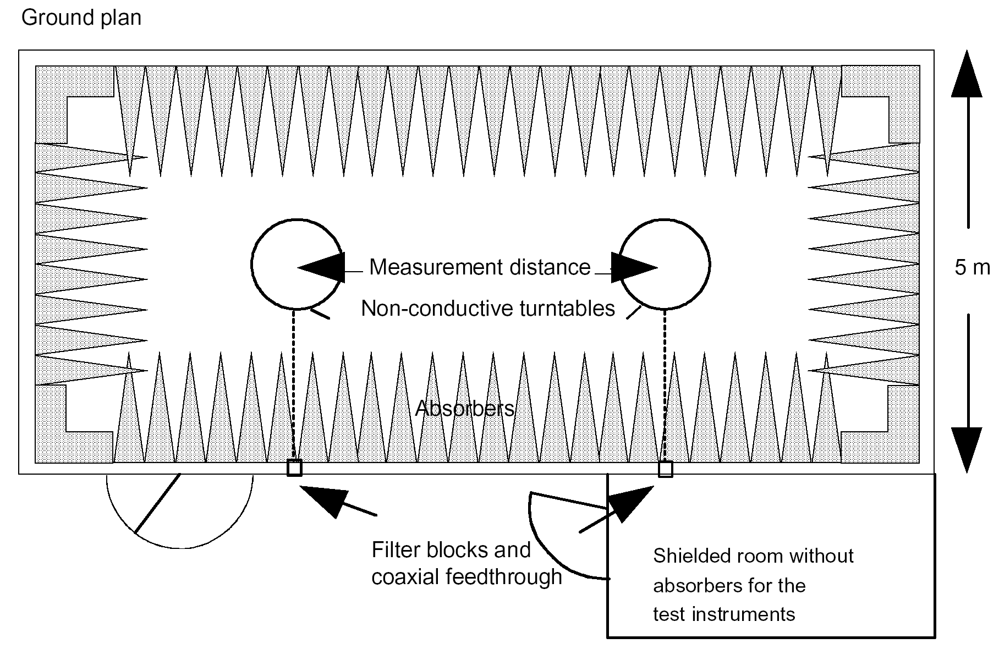 Ground plan
5 m
Measurement distance
Non-conductive turntables
Absorbers
Filter blocks and
coaxial feedthrough
Shielded room without
absorbers for the
test instruments